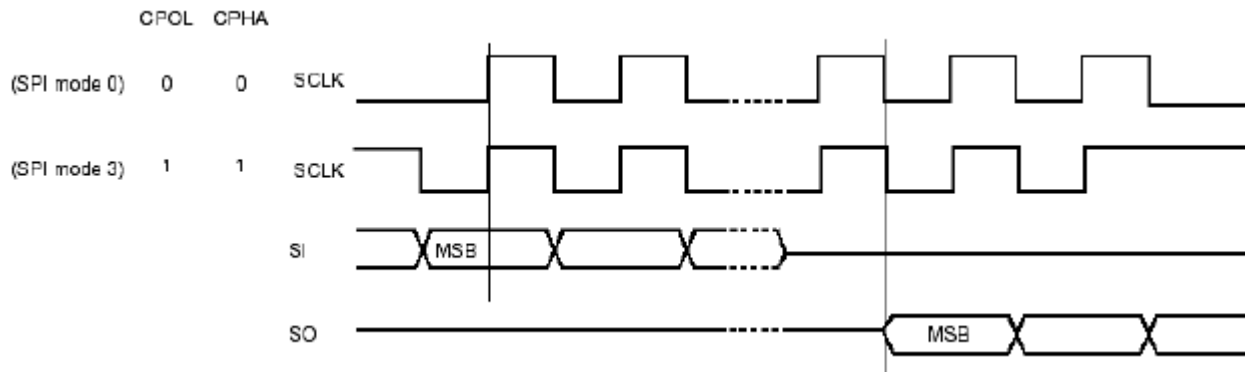 CPOL CPHA
(SPI mode 0) 0 0 SCLK
(SPI mode 3) 1 1 SCLK
SI MSB
SO MSB